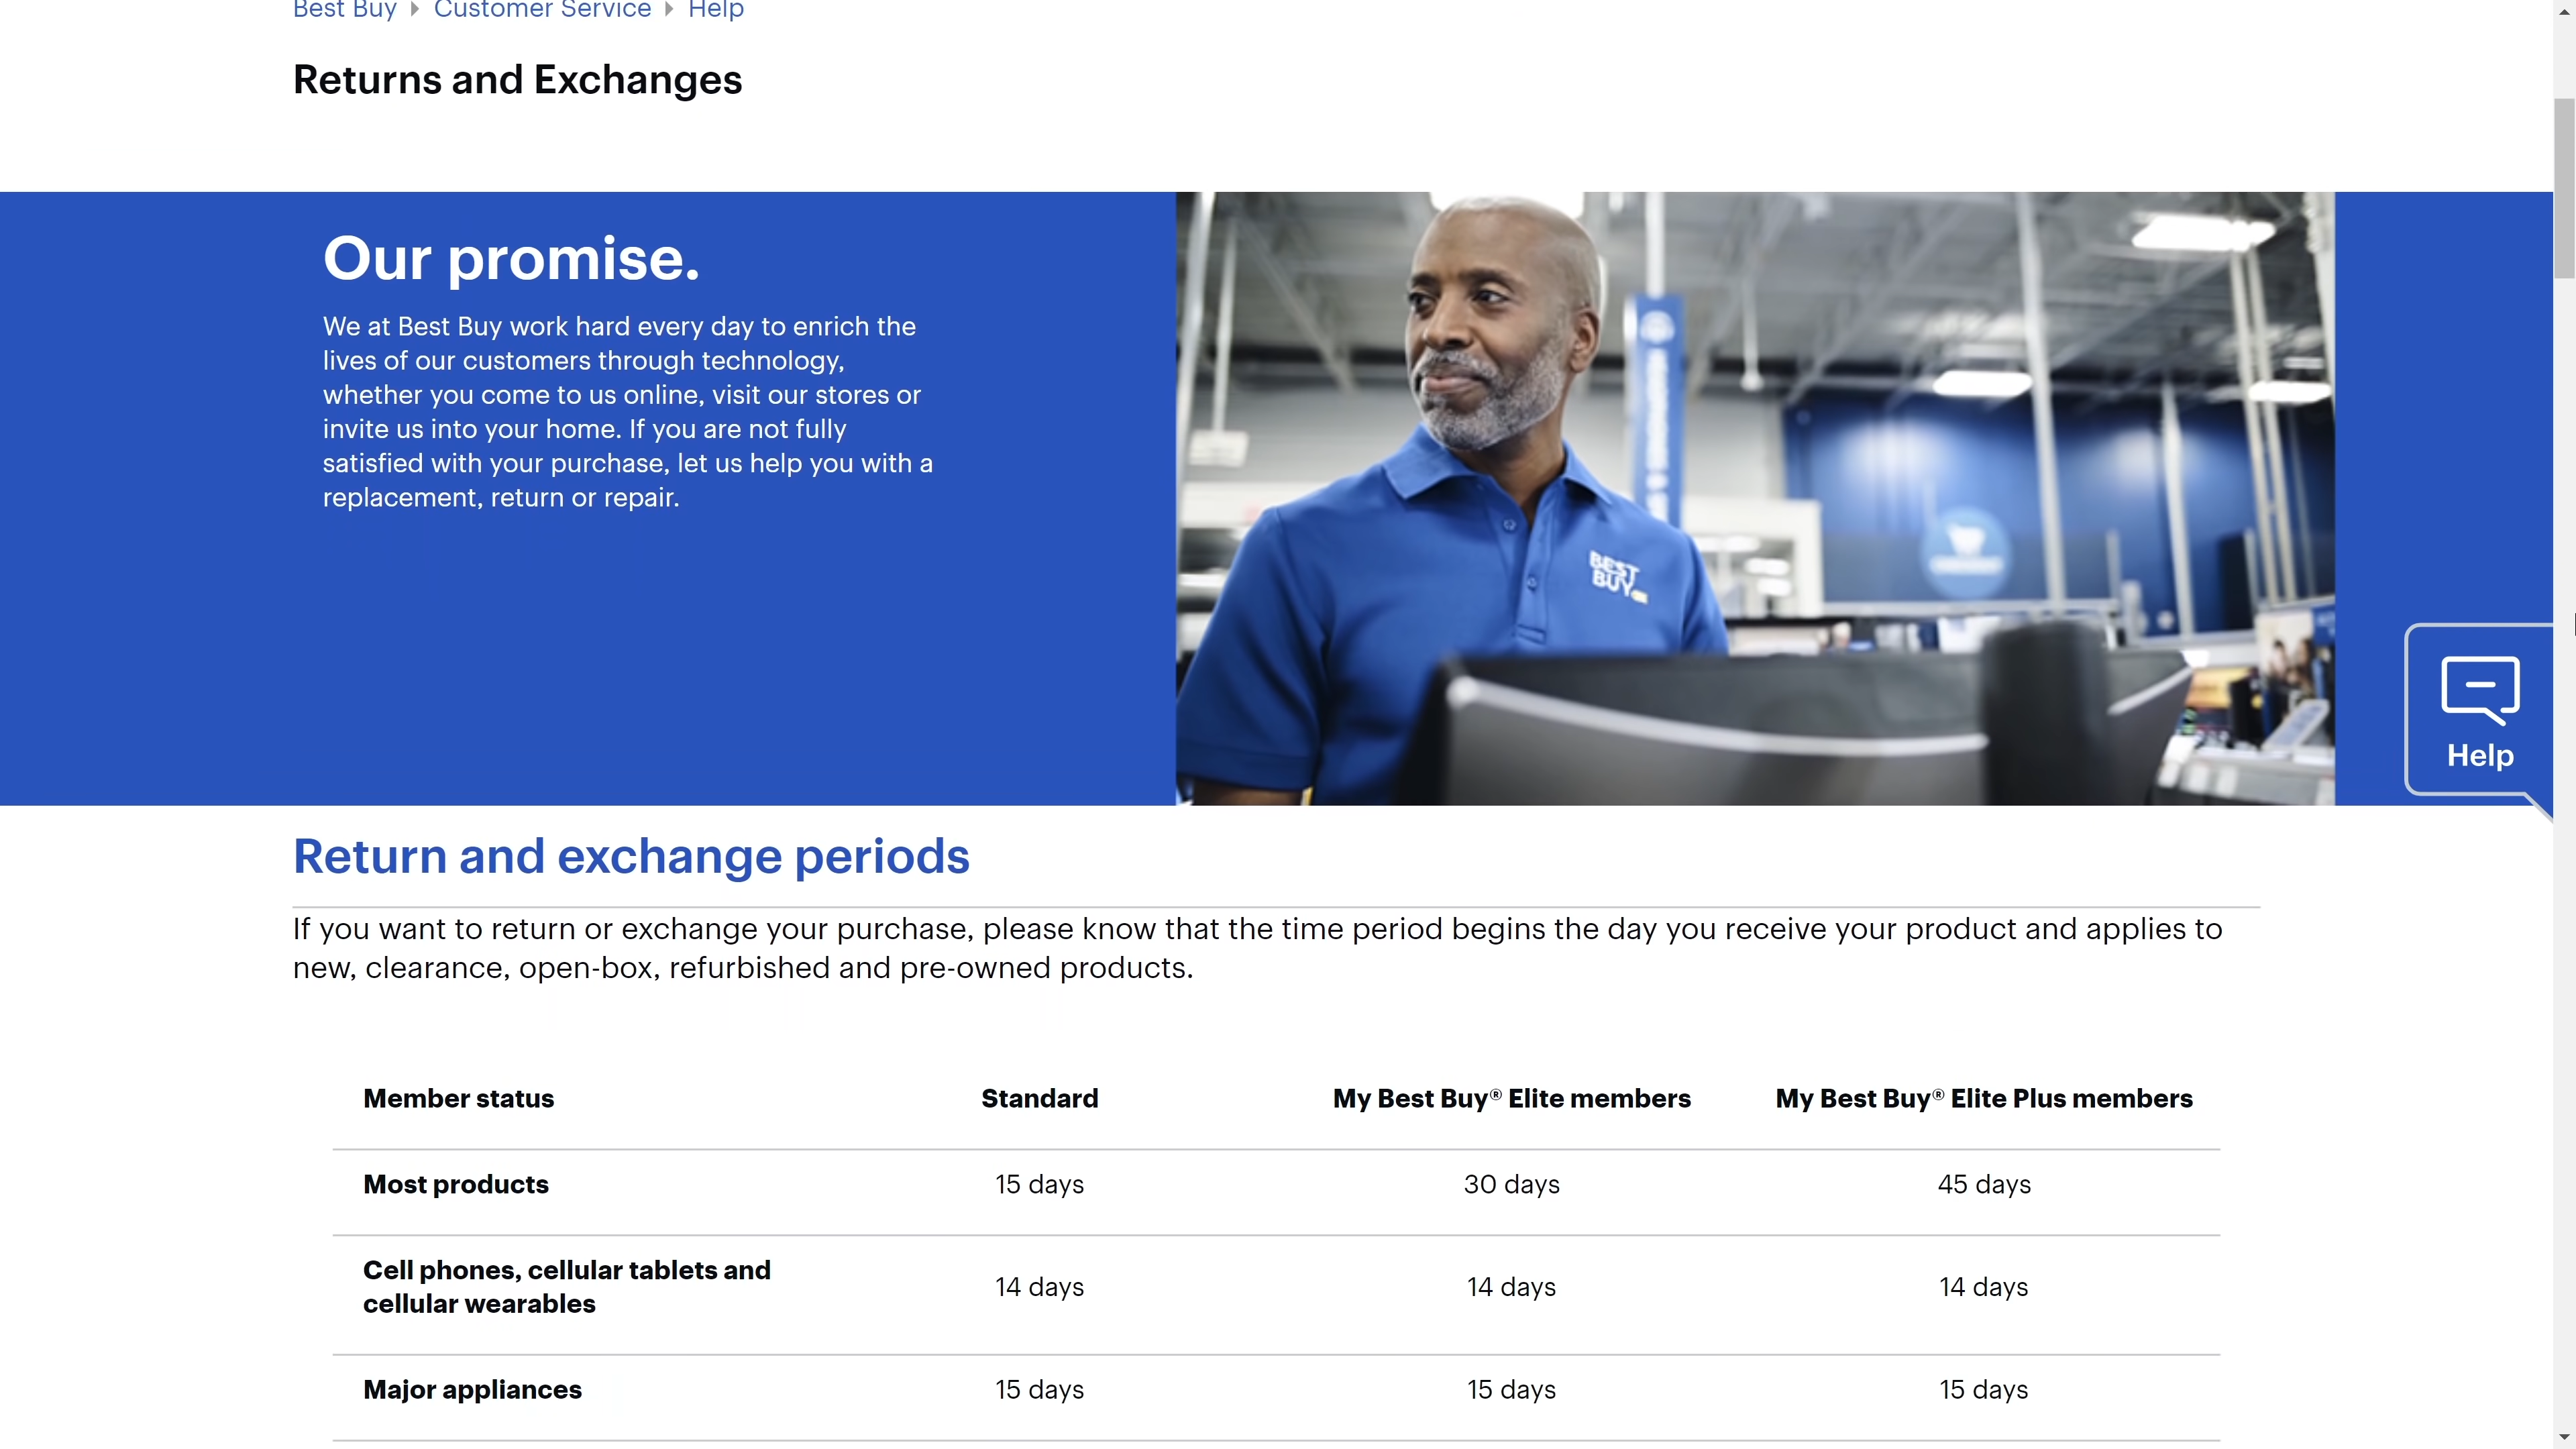 Best Buy Customer Service Help
Returns and Exchanges
Our promise.
We at Best Buy work hard every day to enrich the
lives of our customers through technology,
whether you come to us online, visit our stores or
invite us into your home. If you are not fully
satisfied with your purchase, let us help you with a
replacement, return or repair.
BEST
BUY
Help
Return and exchange periods
If you want to return or exchange your purchase, please know that the time period begins the day you receive your product and applies to
new, clearance, open-box, refurbished and pre-owned products.
Member status Standard My Best Buy® Elite members My Best Buy® Elite Plus members
Most products 15 days 30 days 45 days
Cell phones, cellular tablets and
cellular wearables 14 days 14 days 14 days
Major appliances 15 days 15 days 15 days